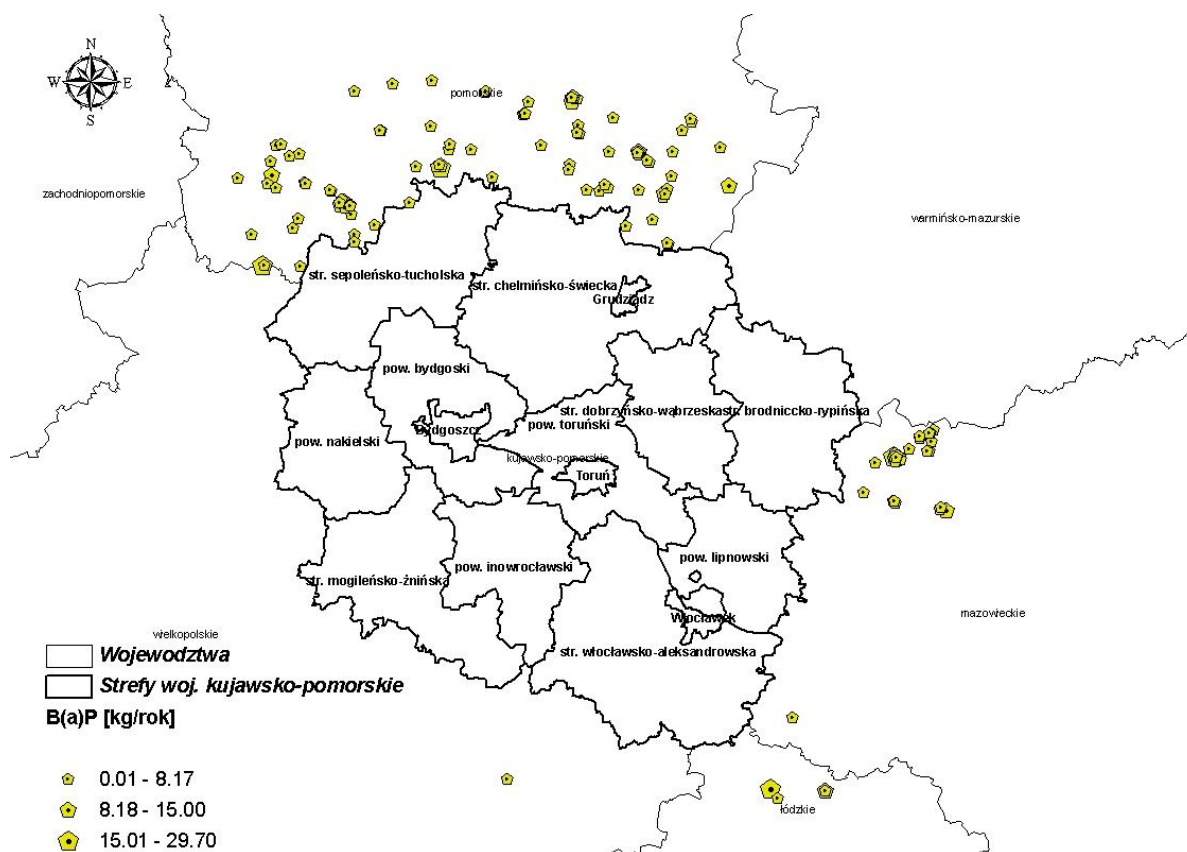 N
W E
S
pomorskie
zachodniopomorskie
warmińsko-mazurskie
str. sepoleńsko-tucholska
str. chelmińsko-świecka
Grudziądz
pow. bydgoski
str. dobrzyńsko-wąbrzeska
str. brodniccko-rypińska
pow. toruński
Bydgoszcz
pow. nakielski
kujawsko-pomorskie
Toruń
pow. lipnowski
pow. inowrocławski
str. mogileńsko-żnińska
Włocławek
mazowieckie
wielkopolskie
str. włocławsko-aleksandrowska
Wojewodztwa
Strefy woj. kujawsko-pomorskie
B(a)P [kg/rok]
0.01 - 8.17
8.18 - 15.00
15.01 - 29.70
łódzkie